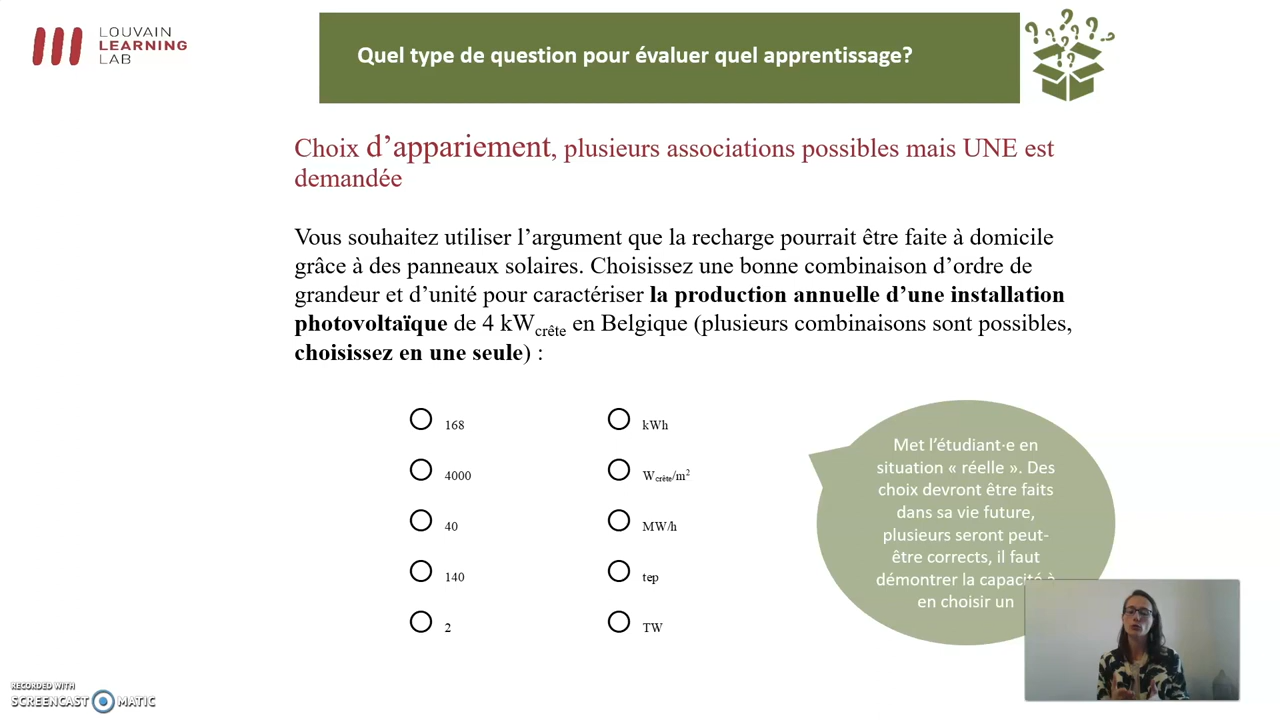 LOUVAIN
LEARNING
LAB
Quel type de question pour évaluer quel apprentissage?
Choix d’appariement, plusieurs associations possibles mais UNE est
demandée
Vous souhaitez utiliser l’argument que la recharge pourrait être faite à domicile
grâce à des panneaux solaires. Choisissez une bonne combinaison d’ordre de
grandeur et d’unité pour caractériser la production annuelle d’une installation
photovoltaïque de 4 kWcrête en Belgique (plusieurs combinaisons sont possibles,
choisissez en une seule) :
168
4000
40
140
2
kWh
Wcrête/m²
MW/h
tep
TW
Met l’étudiant·e en
situation « réelle ». Des
choix devront être faits
dans sa vie future,
plusieurs seront peut-
être corrects, il faut
démontrer la capacité à
en choisir un
RECORDED WITH
SCREENCAST MATIC